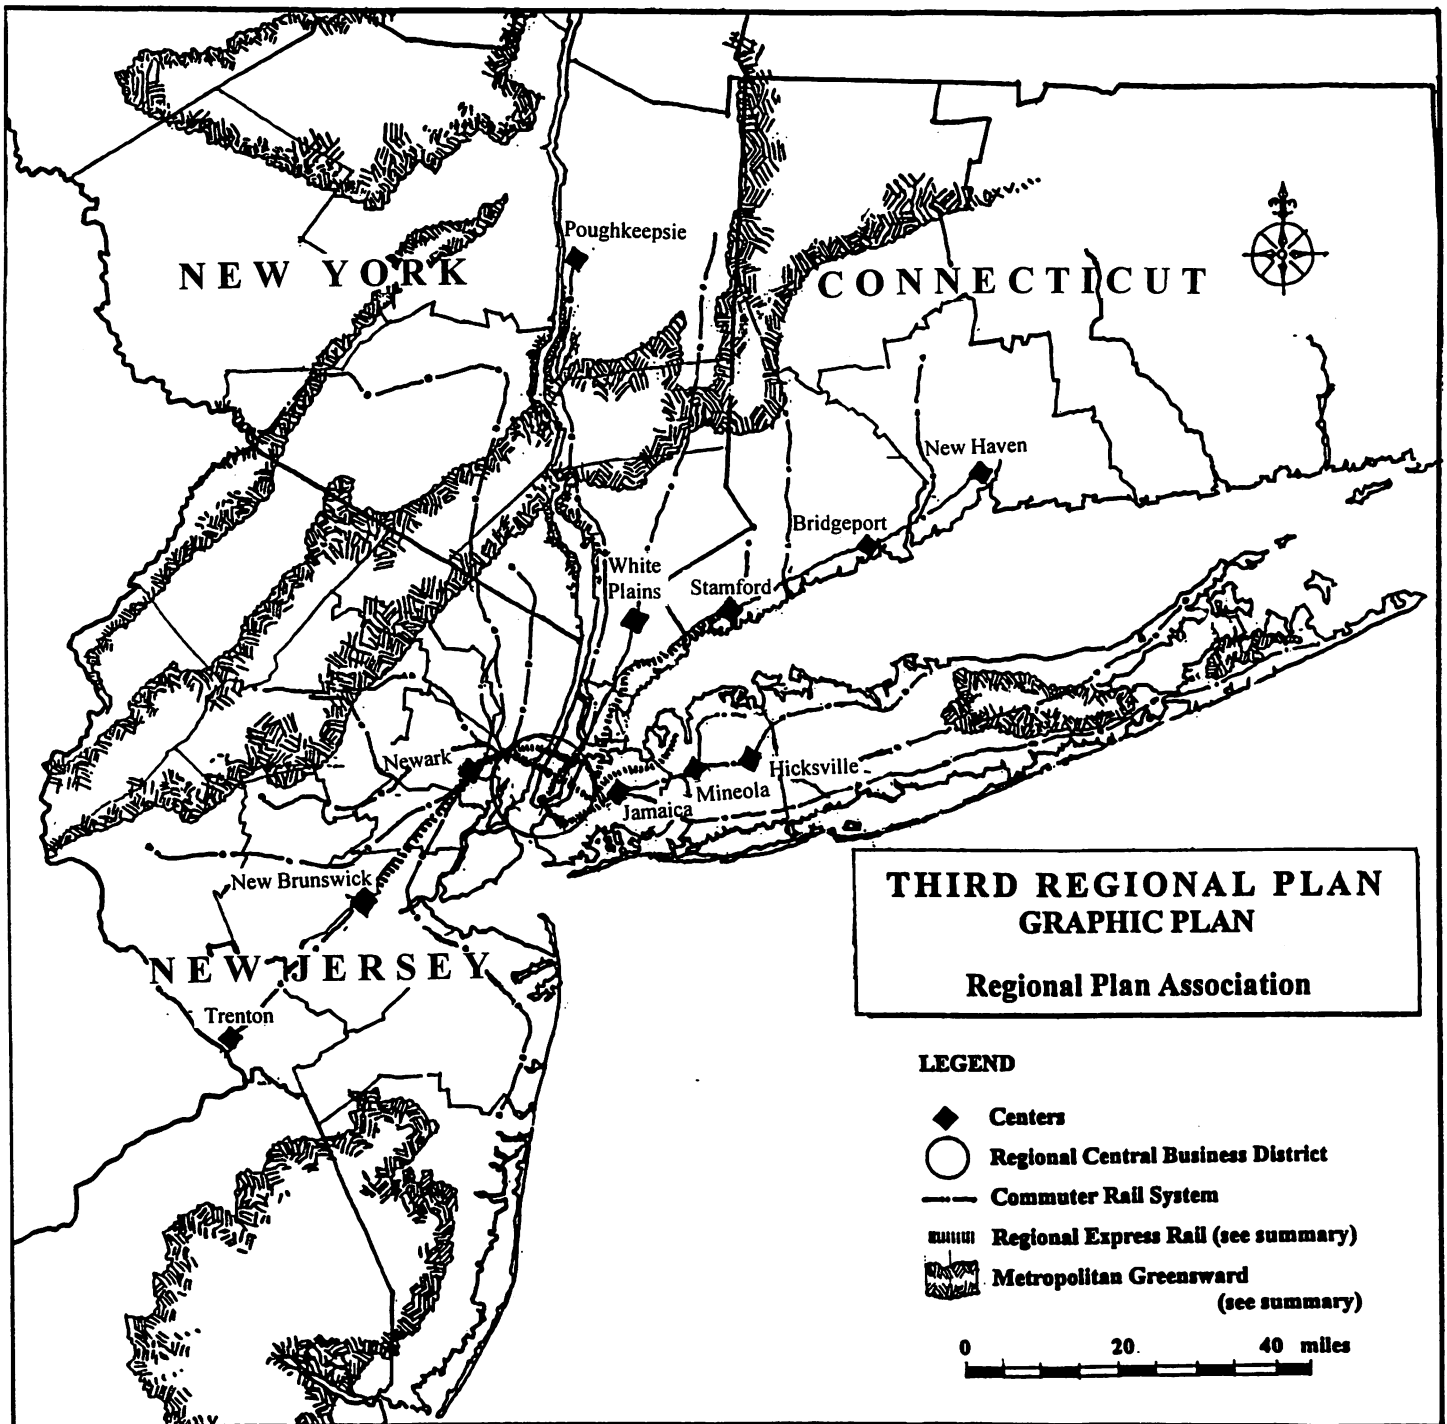 Poughkeepsie
NEW YORK
CONNECTICUT
New Haven
Bridgeport
White
Plains
Stamford
Newark
Hicksville
Mineola
Jamaica
New Brunswick
NEW JERSEY
Trenton
THIRD REGIONAL PLAN
GRAPHIC PLAN
Regional Plan Association
LEGEND
Centers
Regional Central Business District
Commuter Rail System
Regional Express Rail (see summary)
Metropolitan Greensward
(see summary)
0 20 40 miles